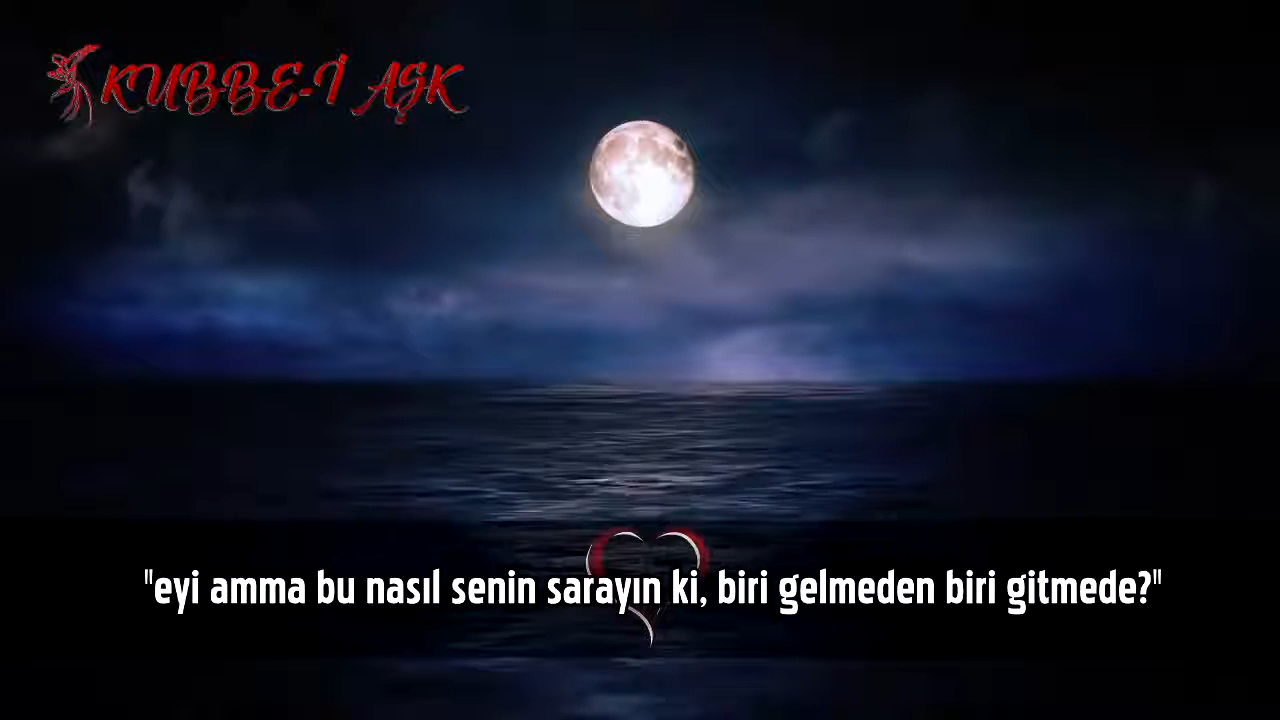 KUBBE-İ AŞK
"eyi amma bu nasıl senin sarayın ki, biri gelmeden biri gitmede?"